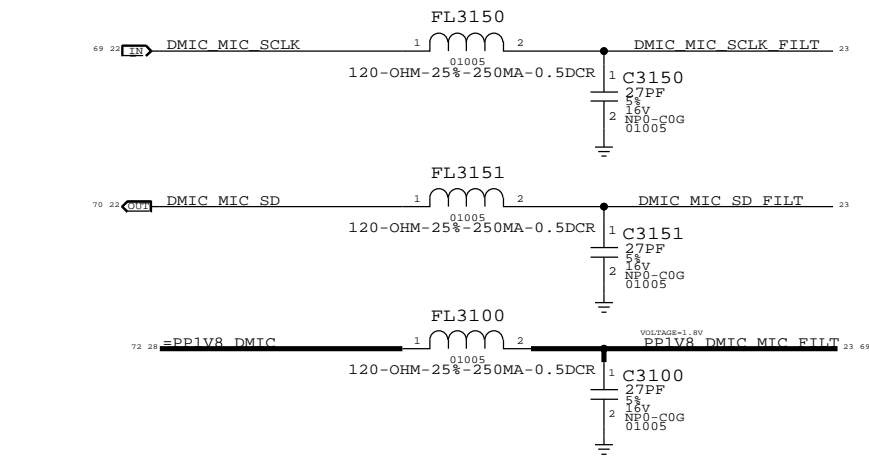 FL3150
69 22 IN DMIC_MIC_SCLK 1 2 DMIC_MIC_SCLK_FILT 23
01005
120-OHM-25%-250MA-0.5DCR
1 C3150
27PF
5%
16V
2 NP0-C0G
01005
FL3151
70 22 OUT DMIC_MIC_SD 1 2 DMIC_MIC_SD_FILT 23
01005
120-OHM-25%-250MA-0.5DCR
1 C3151
27PF
5%
16V
2 NP0-C0G
01005
FL3100
VOLTAGE=1.8V
72 28 =PP1V8_DMIC 1 2 PP1V8_DMIC_MIC_FILT 23 69
01005
120-OHM-25%-250MA-0.5DCR
1 C3100
27PF
5%
16V
2 NP0-C0G
01005